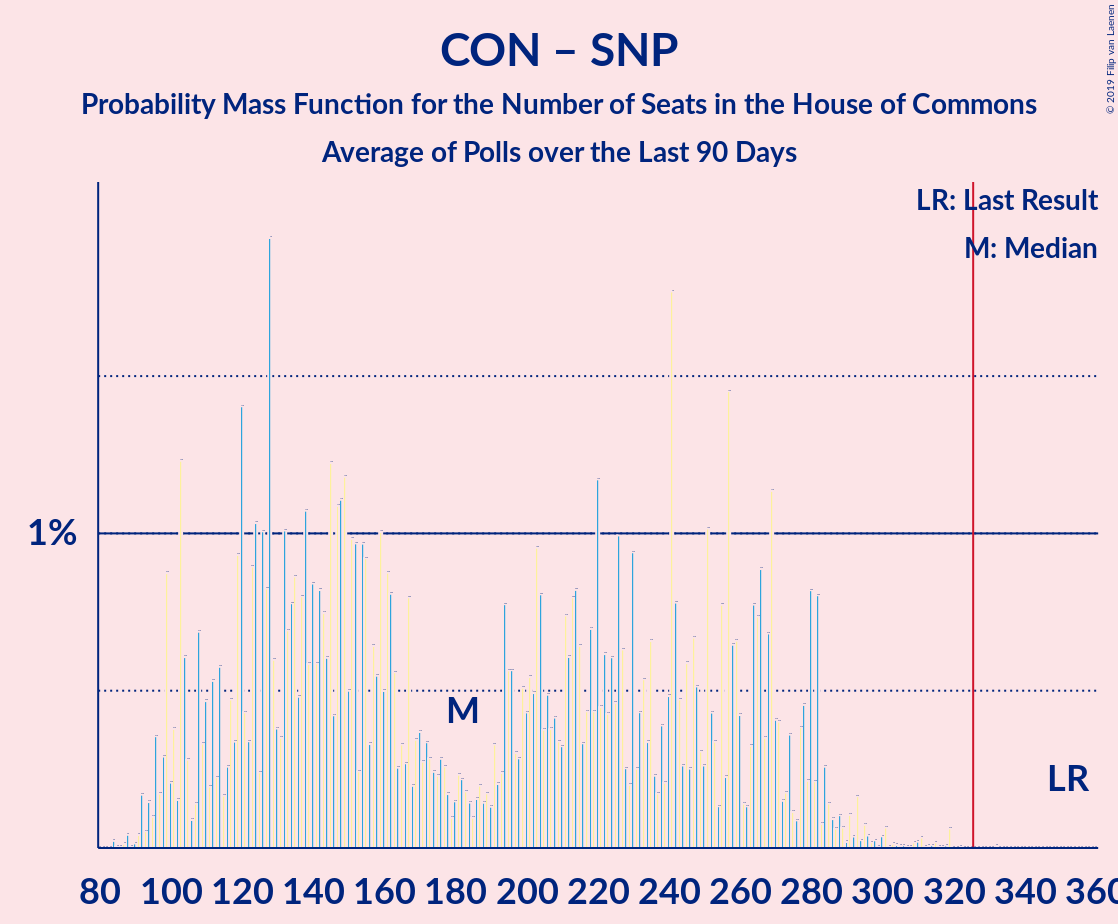 CON – SNP
Probability Mass Function for the Number of Seats in the House of Commons
Average of Polls over the Last 90 Days
© 2019 Filip van Laenen
LR: Last Result
M: Median
1%
M
LR
80 100 120 140 160 180 200 220 240 260 280 300 320 340 360